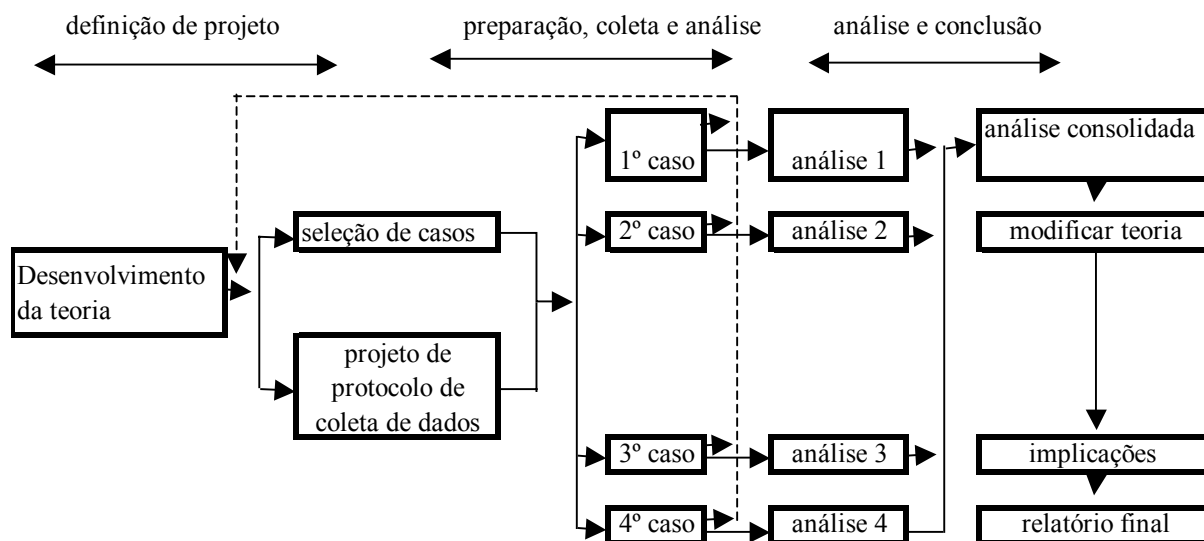 definição de projeto
preparação, coleta e análise
análise e conclusão
Desenvolvimento
da teoria
seleção de casos
projeto de
protocolo de
coleta de dados
1º caso
2º caso
3º caso
4º caso
análise 1
análise 2
análise 3
análise 4
análise consolidada
modificar teoria
implicações
relatório final